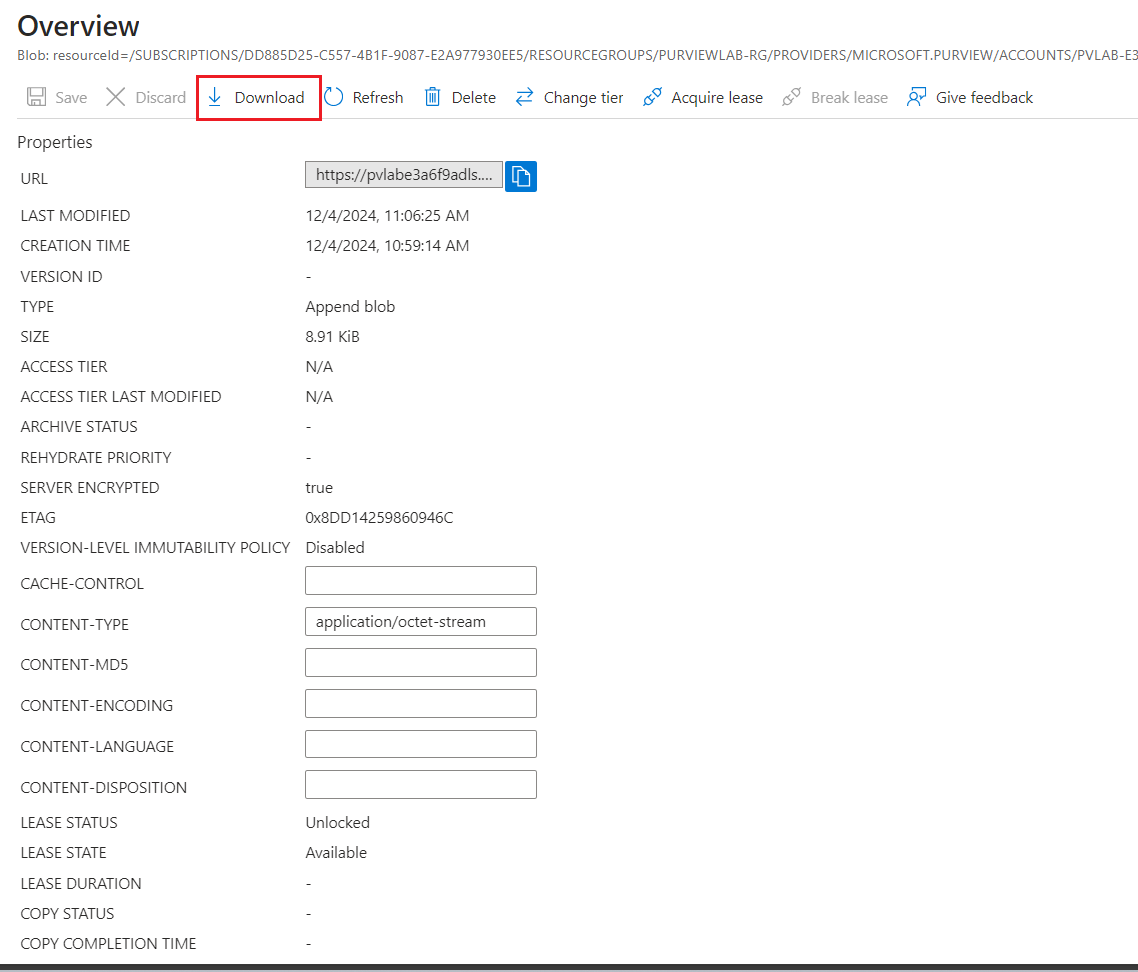 Overview
Blob: resourceId=/SUBSCRIPTIONS/DD885D25-C557-4B1F-9087-E2A977930EE5/RESOURCEGROUPS/PURVIEWLAB-RG/PROVIDERS/MICROSOFT.PURVIEW/ACCOUNTS/PVLAB-E3
Save Discard Download Refresh Delete Change tier Acquire lease Break lease Give feedback
Properties
URL https://pvlabe3a6f9adls....
LAST MODIFIED 12/4/2024, 11:06:25 AM
CREATION TIME 12/4/2024, 10:59:14 AM
VERSION ID -
TYPE Append blob
SIZE 8.91 KiB
ACCESS TIER N/A
ACCESS TIER LAST MODIFIED N/A
ARCHIVE STATUS -
REHYDRATE PRIORITY -
SERVER ENCRYPTED true
ETAG 0x8DD14259860946C
VERSION-LEVEL IMMUTABILITY POLICY Disabled
CACHE-CONTROL
CONTENT-TYPE application/octet-stream
CONTENT-MD5
CONTENT-ENCODING
CONTENT-LANGUAGE
CONTENT-DISPOSITION
LEASE STATUS Unlocked
LEASE STATE Available
LEASE DURATION -
COPY STATUS -
COPY COMPLETION TIME -